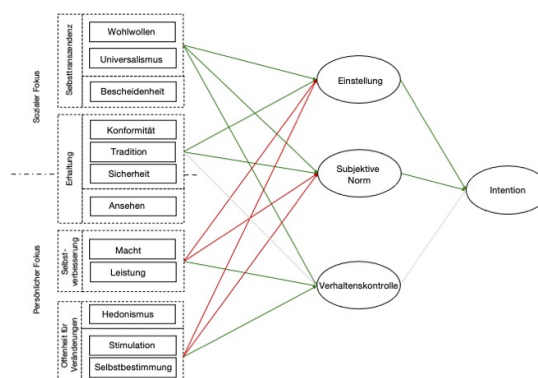 Sozialer Fokus
Persönlicher Fokus
Selbsttranszendenz
Wohlwollen
Universalismus
Bescheidenheit
Erhaltung
Konformität
Tradition
Sicherheit
Ansehen
Selbst-
verbesserung
Macht
Leistung
Offenheit für
Veränderungen
Hedonismus
Stimulation
Selbstbestimmung
Einstellung
Subjektive
Norm
Verhaltenskontrolle
Intention